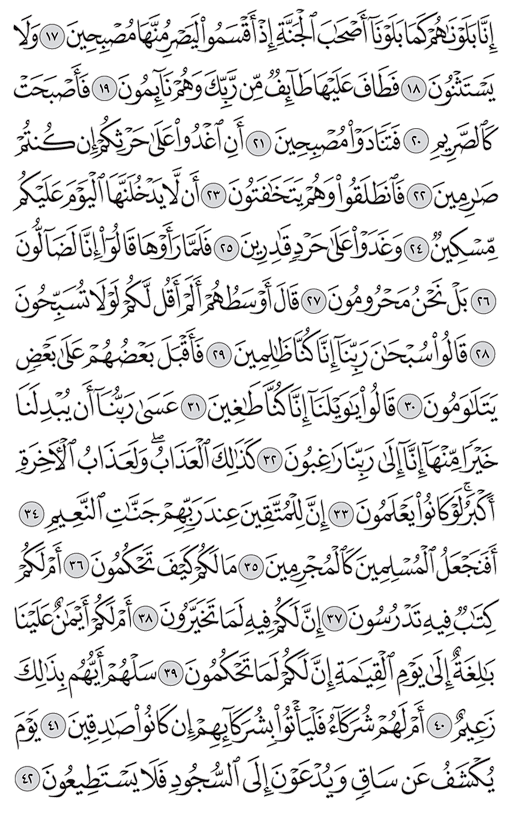 إِنَّا بَلَوْنَٰهُمْ كَمَا بَلَوْنَآ أَصْحَٰبَ ٱلْجَنَّةِ إِذْ أَقْسَمُوا۟ لَيَصْرِمُنَّهَا مُصْبِحِينَ ١٧ وَلَا
يَسْتَثْنُونَ ١٨ فَطَافَ عَلَيْهَا طَآئِفٌ مِّن رَّبِّكَ وَهُمْ نَآئِمُونَ ١٩ فَأَصْبَحَتْ
كَٱلصَّرِيمِ ٢٠ فَتَنَادَوْا۟ مُصْبِحِينَ ٢١ أَنِ ٱغْدُوا۟ عَلَىٰ حَرْثِكُمْ إِن كُنتُمْ
صَٰرِمِينَ ٢٢ فَٱنطَلَقُوا۟ وَهُمْ يَتَخَٰفَتُونَ ٢٣ أَن لَّا يَدْخُلَنَّهَا ٱلْيَوْمَ عَلَيْكُم
مِّسْكِينٌ ٢٤ وَغَدَوْا۟ عَلَىٰ حَرْدٍ قَٰدِرِينَ ٢٥ فَلَمَّا رَأَوْهَا قَالُوٓا۟ إِنَّا لَضَآلُّونَ
٢٦ بَلْ نَحْنُ مَحْرُومُونَ ٢٧ قَالَ أَوْسَطُهُمْ أَلَمْ أَقُل لَّكُمْ لَوْلَا تُسَبِّحُونَ
٢٨ قَالُوا۟ سُبْحَٰنَ رَبِّنَآ إِنَّا كُنَّا ظَٰلِمِينَ ٢٩ فَأَقْبَلَ بَعْضُهُمْ عَلَىٰ بَعْضٍ
يَتَلَٰوَمُونَ ٣٠ قَالُوا۟ يَٰوَيْلَنَآ إِنَّا كُنَّا طَٰغِينَ ٣١ عَسَىٰ رَبُّنَآ أَن يُبْدِلَنَا
خَيْرًا مِّنْهَآ إِنَّآ إِلَىٰ رَبِّنَا رَٰغِبُونَ ٣٢ كَذَٰلِكَ ٱلْعَذَابُ ۖ وَلَعَذَابُ ٱلْءَاخِرَةِ
أَكْبَرُ ۚ لَوْ كَانُوا۟ يَعْلَمُونَ ٣٣ إِنَّ لِلْمُتَّقِينَ عِندَ رَبِّهِمْ جَنَّٰتِ ٱلنَّعِيمِ ٣٤
أَفَنَجْعَلُ ٱلْمُسْلِمِينَ كَٱلْمُجْرِمِينَ ٣٥ مَا لَكُمْ كَيْفَ تَحْكُمُونَ ٣٦ أَمْ لَكُمْ
كِتَٰبٌ فِيهِ تَدْرُسُونَ ٣٧ إِنَّ لَكُمْ فِيهِ لَمَا تَخَيَّرُونَ ٣٨ أَمْ لَكُمْ أَيْمَٰنٌ عَلَيْنَا
بَٰلِغَةٌ إِلَىٰ يَوْمِ ٱلْقِيَٰمَةِ إِنَّ لَكُمْ لَمَا تَحْكُمُونَ ٣٩ سَلْهُمْ أَيُّهُم بِذَٰلِكَ
زَعِيمٌ ٤٠ أَمْ لَهُمْ شُرَكَآءُ فَلْيَأْتُوا۟ بِشُرَكَآئِهِمْ إِن كَانُوا۟ صَٰدِقِينَ ٤١ يَوْمَ
يُكْشَفُ عَن سَاقٍ وَيُدْعَوْنَ إِلَى ٱلسُّجُودِ فَلَا يَسْتَطِيعُونَ ٤٢